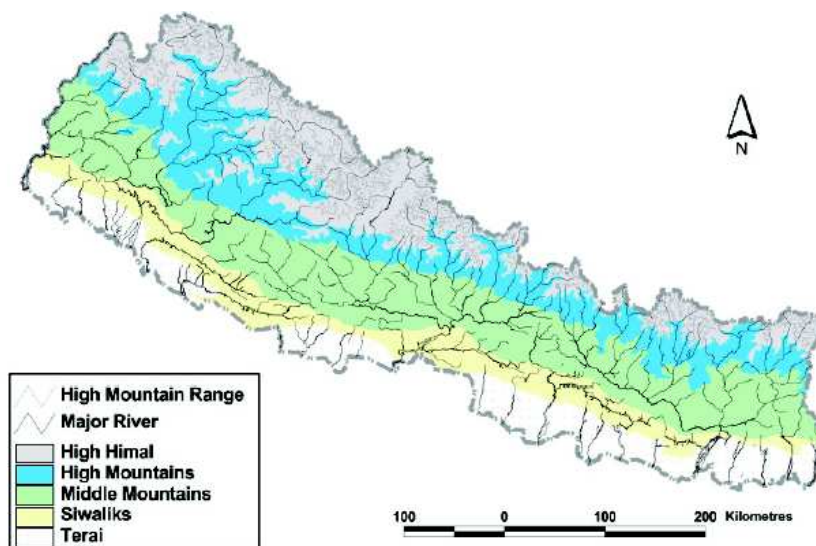 N
High Mountain Range
Major River
High Himal
High Mountains
Middle Mountains
Siwaliks
Terai
100 0 100 200 Kilometres